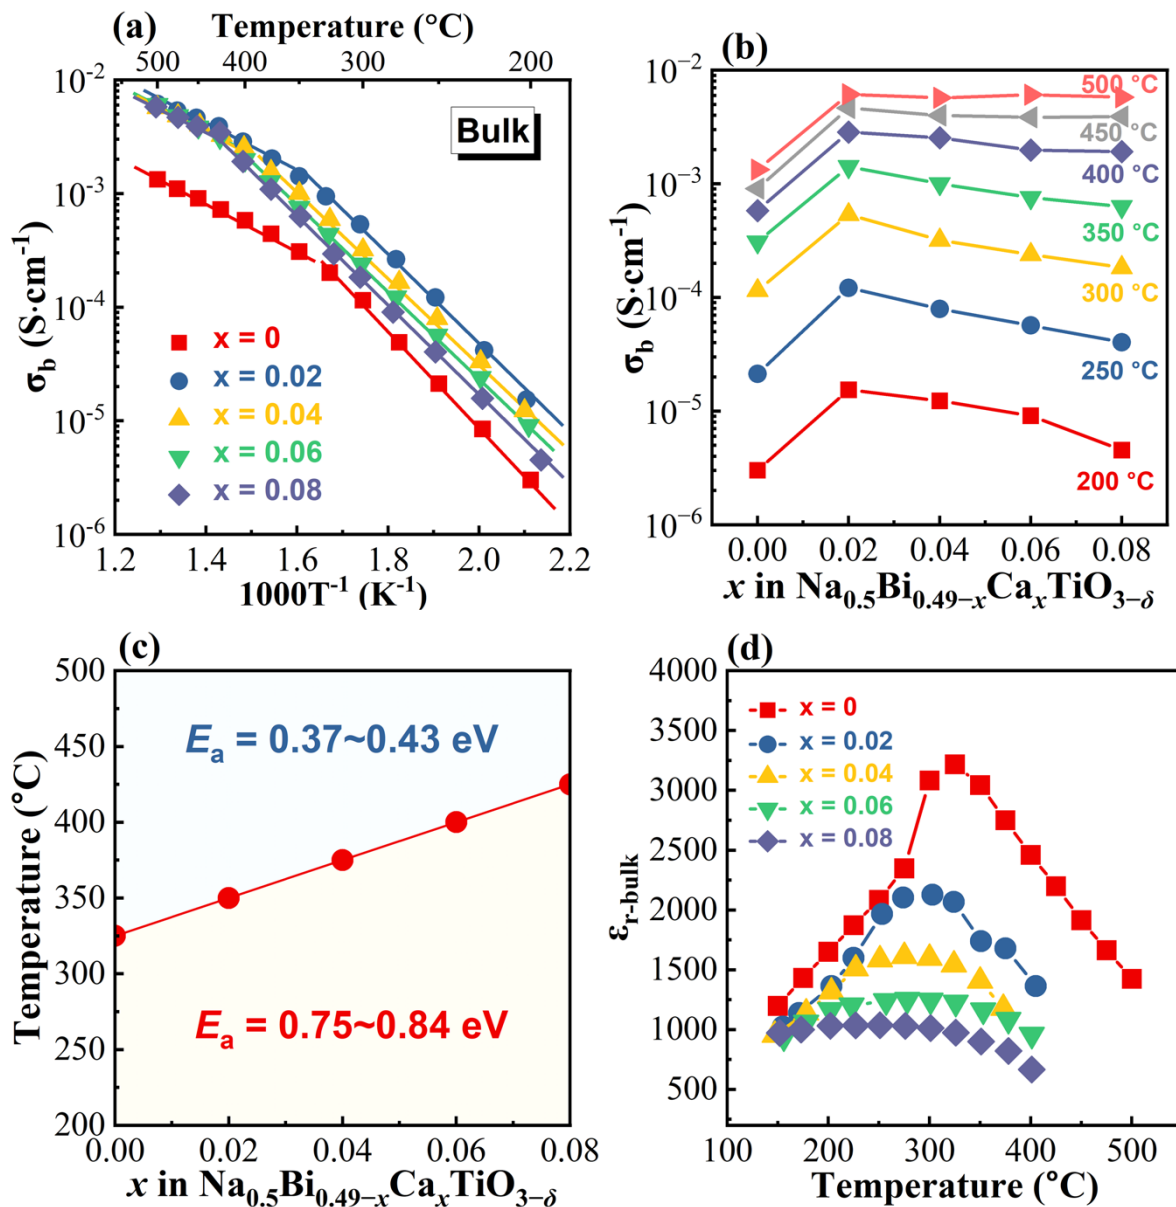 (a)
Temperature (°C)
500 400 300 200
10⁻²
10⁻³
10⁻⁴
10⁻⁵
10⁻⁶
σb (S·cm⁻¹)
Bulk
x = 0
x = 0.02
x = 0.04
x = 0.06
x = 0.08
1.2 1.4 1.6 1.8 2.0 2.2
1000T⁻¹ (K⁻¹)
(b)
10⁻²
10⁻³
10⁻⁴
10⁻⁵
10⁻⁶
σb (S·cm⁻¹)
500 °C
450 °C
400 °C
350 °C
300 °C
250 °C
200 °C
0.00 0.02 0.04 0.06 0.08
x in Na0.5Bi0.49−xCaxTiO3−δ
(c)
500
450
400
350
300
250
200
Temperature (°C)
Ea = 0.37~0.43 eV
Ea = 0.75~0.84 eV
0.00 0.02 0.04 0.06 0.08
x in Na0.5Bi0.49−xCaxTiO3−δ
(d)
4000
3500
3000
2500
2000
1500
1000
500
εr-bulk
x = 0
x = 0.02
x = 0.04
x = 0.06
x = 0.08
100 200 300 400 500
Temperature (°C)